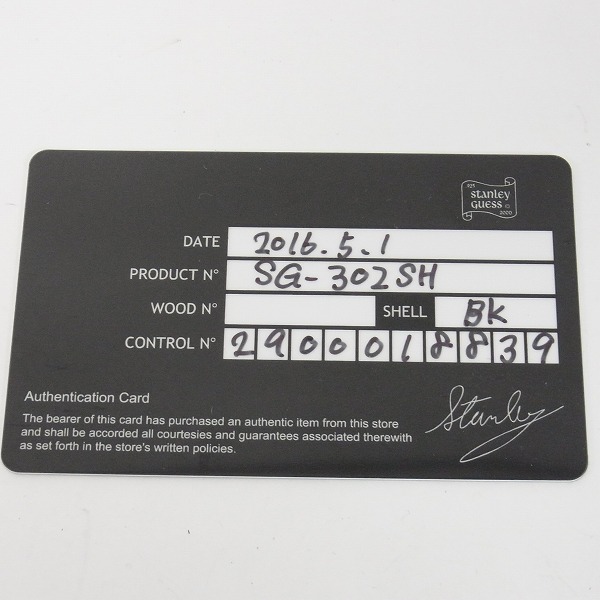 925
Stanley
GUESS ©
2000
DATE 2016.5.1
PRODUCT N° SG-302SH
WOOD N° SHELL BK
CONTROL N° 2900018839
Authentication Card
The bearer of this card has purchased an authentic item from this store
and shall be accorded all courtesies and guarantees associated therewith
as set forth in the store's written policies.
Stanley